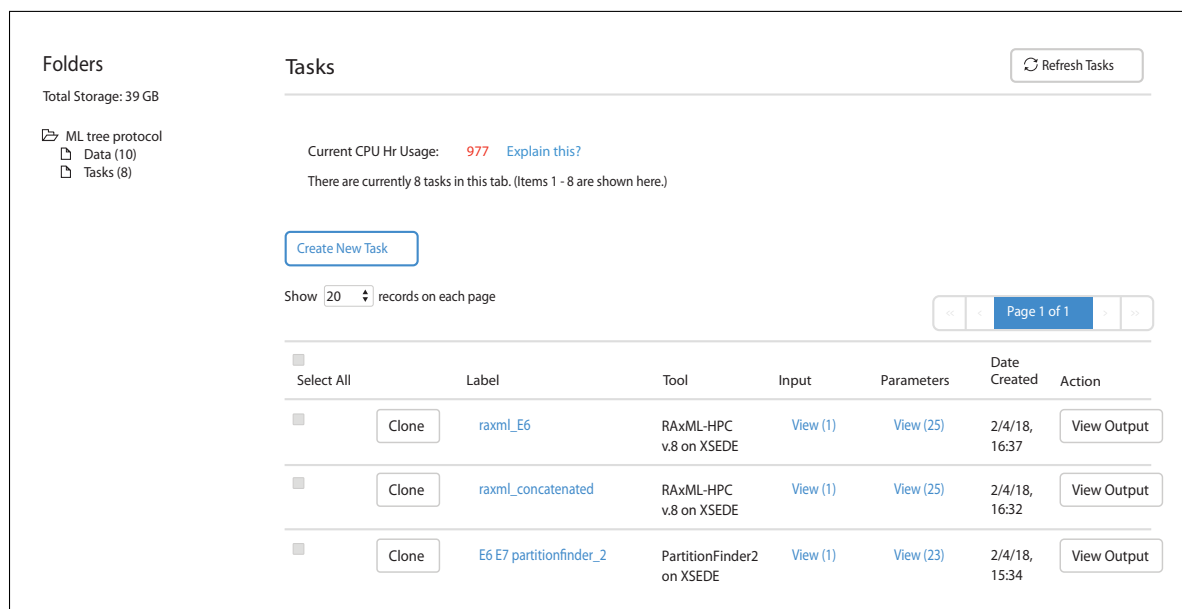 Folders
Total Storage: 39 GB
ML tree protocol
Data (10)
Tasks (8)
Tasks
Refresh Tasks
Current CPU Hr Usage: 977 Explain this?
There are currently 8 tasks in this tab. (Items 1 - 8 are shown here.)
Create New Task
Show 20 records on each page
« ‹ Page 1 of 1 › »
Select All Label Tool Input Parameters Date Created Action
Clone raxml_E6 RAxML-HPC View (1) View (25) 2/4/18, View Output
v.8 on XSEDE 16:37
Clone raxml_concatenated RAxML-HPC View (1) View (25) 2/4/18, View Output
v.8 on XSEDE 16:32
Clone E6 E7 partitionfinder_2 PartitionFinder2 View (1) View (23) 2/4/18, View Output
on XSEDE 15:34